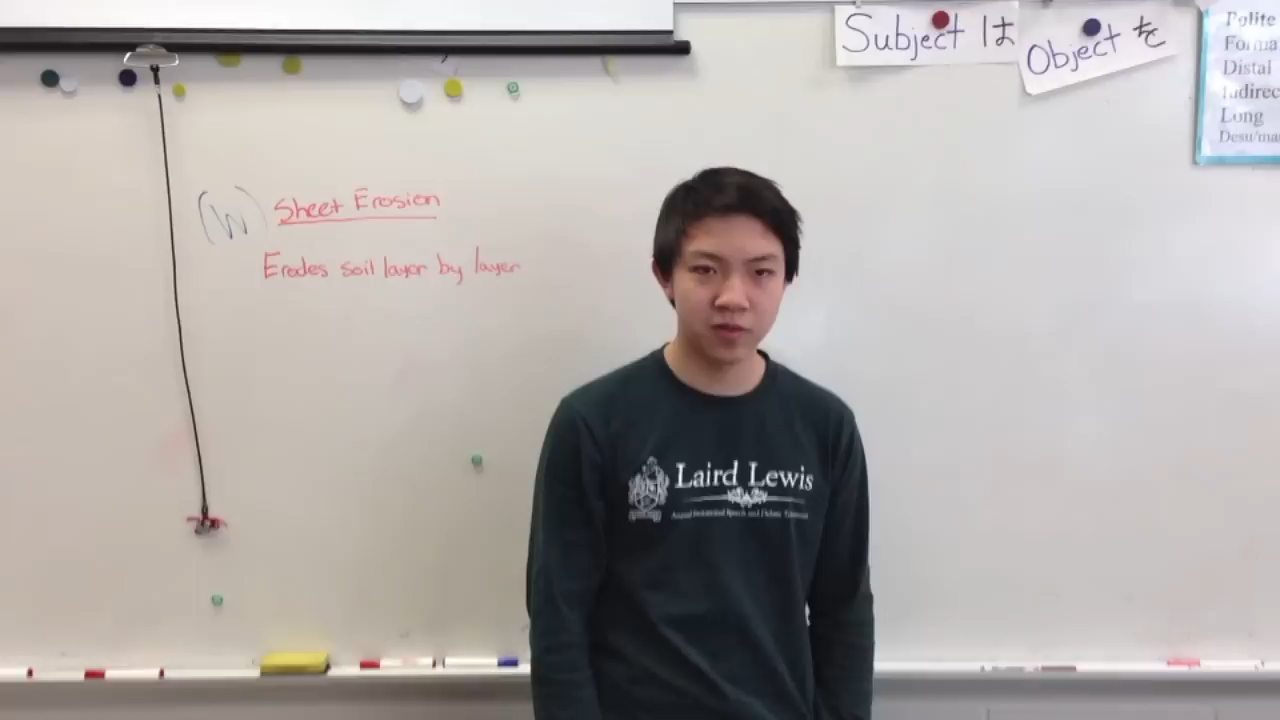 Subject は
Object を
Polite
Forma
Distal
Indirec
Long
Desu/ma
(W) Sheet Erosion
Erodes soil layer by layer
Laird Lewis